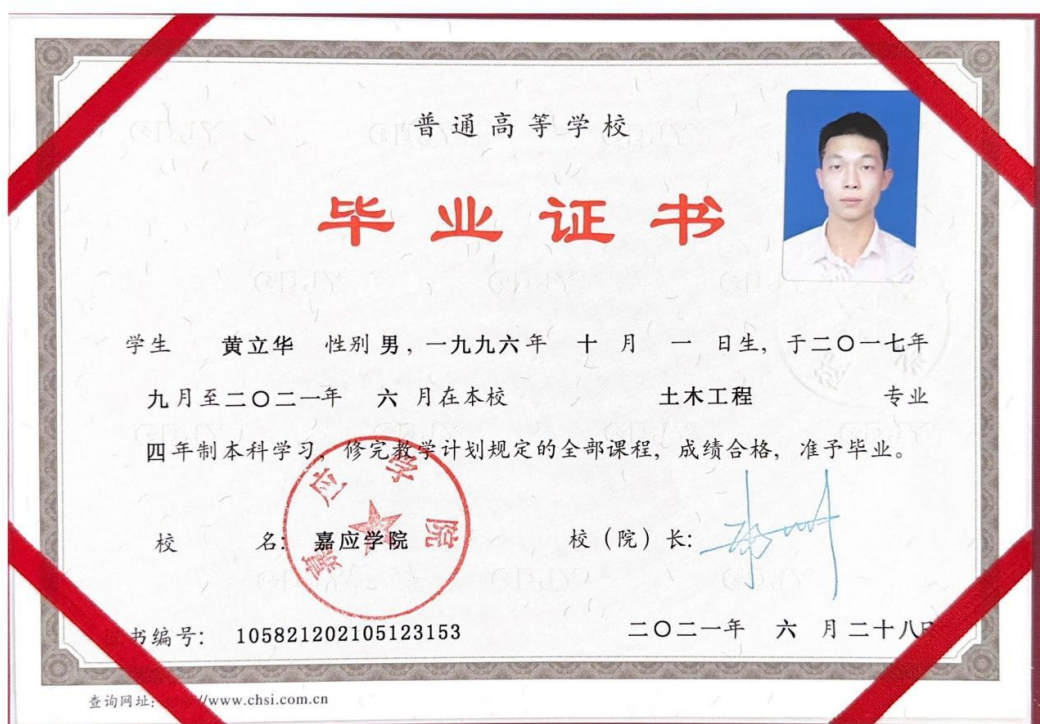 普通高等学校
毕业证书
学生 黄立华 性别 男，一九九六年 十 月 一 日生，于二〇一七年
九月至二〇二一年 六 月在本校 土木工程 专业
四年制本科学习，修完教学计划规定的全部课程，成绩合格，准予毕业。
嘉应学院
校 名: 嘉应学院 校（院）长:
书编号: 105821202105123153 二〇二一年 六 月二十八日
查询网址: //www.chsi.com.cn